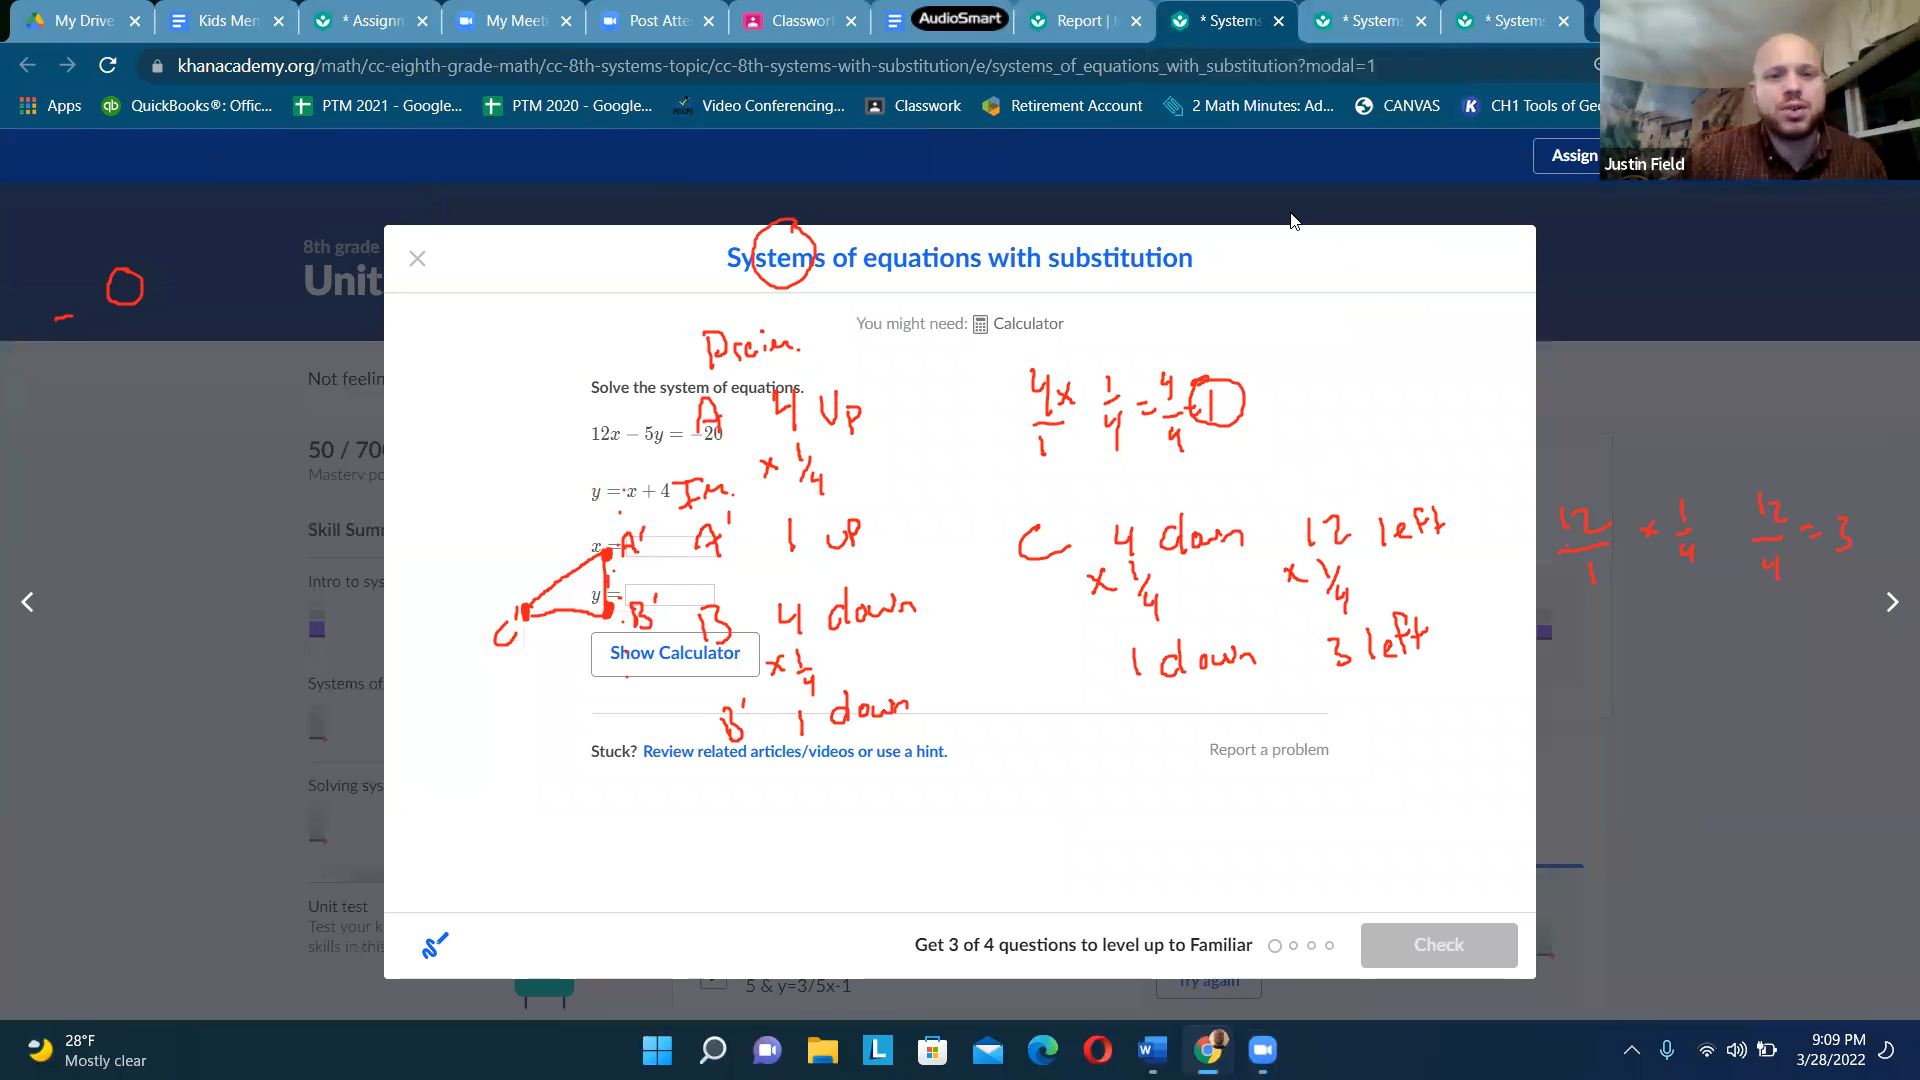 My Drive
Kids Men
* Assignm
My Meeti
Post Atte
Classwor
AudioSmart
Report |
* Systems
* Systems
* Systems
khanacademy.org/math/cc-eighth-grade-math/cc-8th-systems-topic/cc-8th-systems-with-substitution/e/systems_of_equations_with_substitution?modal=1
Apps
QuickBooks®: Offic...
PTM 2021 - Google...
PTM 2020 - Google...
Video Conferencing...
Classwork
Retirement Account
2 Math Minutes: Ad...
CANVAS
CH1 Tools of Geo
Assign
Justin Field
8th grade
Unit
Systems of equations with substitution
You might need: Calculator
Not feelin
Solve the system of equations.
12x − 5y = −20
y = x + 4
x =
y =
Show Calculator
Stuck? Review related articles/videos or use a hint.
Report a problem
50 / 700
Mastery po
Skill Summ
Intro to sys
Systems of
Solving sys
Unit test
Test your k
skills in this
A 4 Up
x 1/4
Im.
A' A' 1 up
C' B' B 4 down
x 1/4
B' 1 down
4/1 x 1/4 = 4/4 = 1
C 4 down 12 left
x 1/4 x 1/4
1 down 3 left
12/1 x 1/4 12/4 = 3
Get 3 of 4 questions to level up to Familiar
Check
5 & y=3/5x-1
Try again
28°F
Mostly clear
9:09 PM
3/28/2022